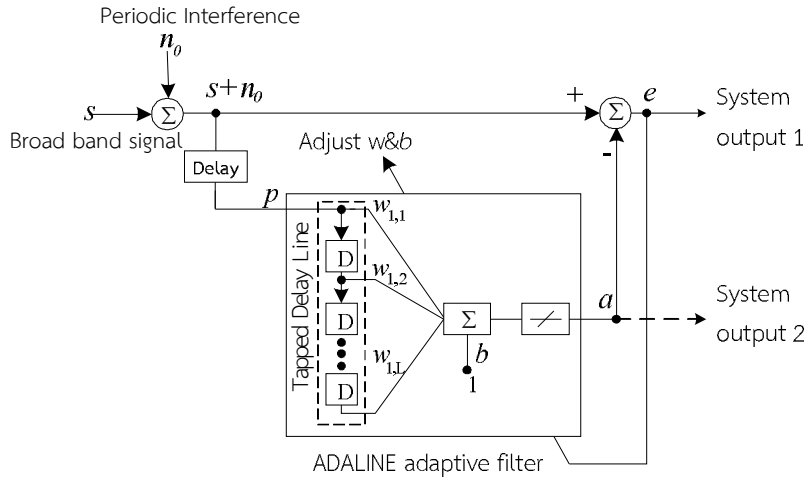 Periodic Interference
n₀
s
Σ
s+n₀
+
Σ
e
System
output 1
Broad band signal
Delay
Adjust w&b
-
p
w₁,₁
Tapped Delay Line
D
w₁,₂
D
Σ
a
System
output 2
w₁,L
b
D
1
ADALINE adaptive filter